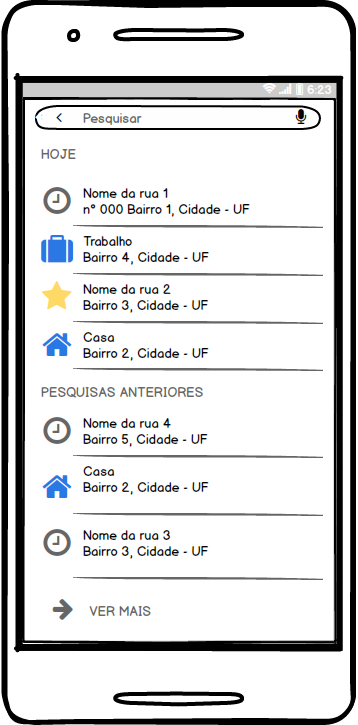 6:23
Pesquisar
HOJE
Nome da rua 1
n° 000 Bairro 1, Cidade - UF
Trabalho
Bairro 4, Cidade - UF
Nome da rua 2
Bairro 3, Cidade - UF
Casa
Bairro 2, Cidade - UF
PESQUISAS ANTERIORES
Nome da rua 4
Bairro 5, Cidade - UF
Casa
Bairro 2, Cidade - UF
Nome da rua 3
Bairro 3, Cidade - UF
VER MAIS